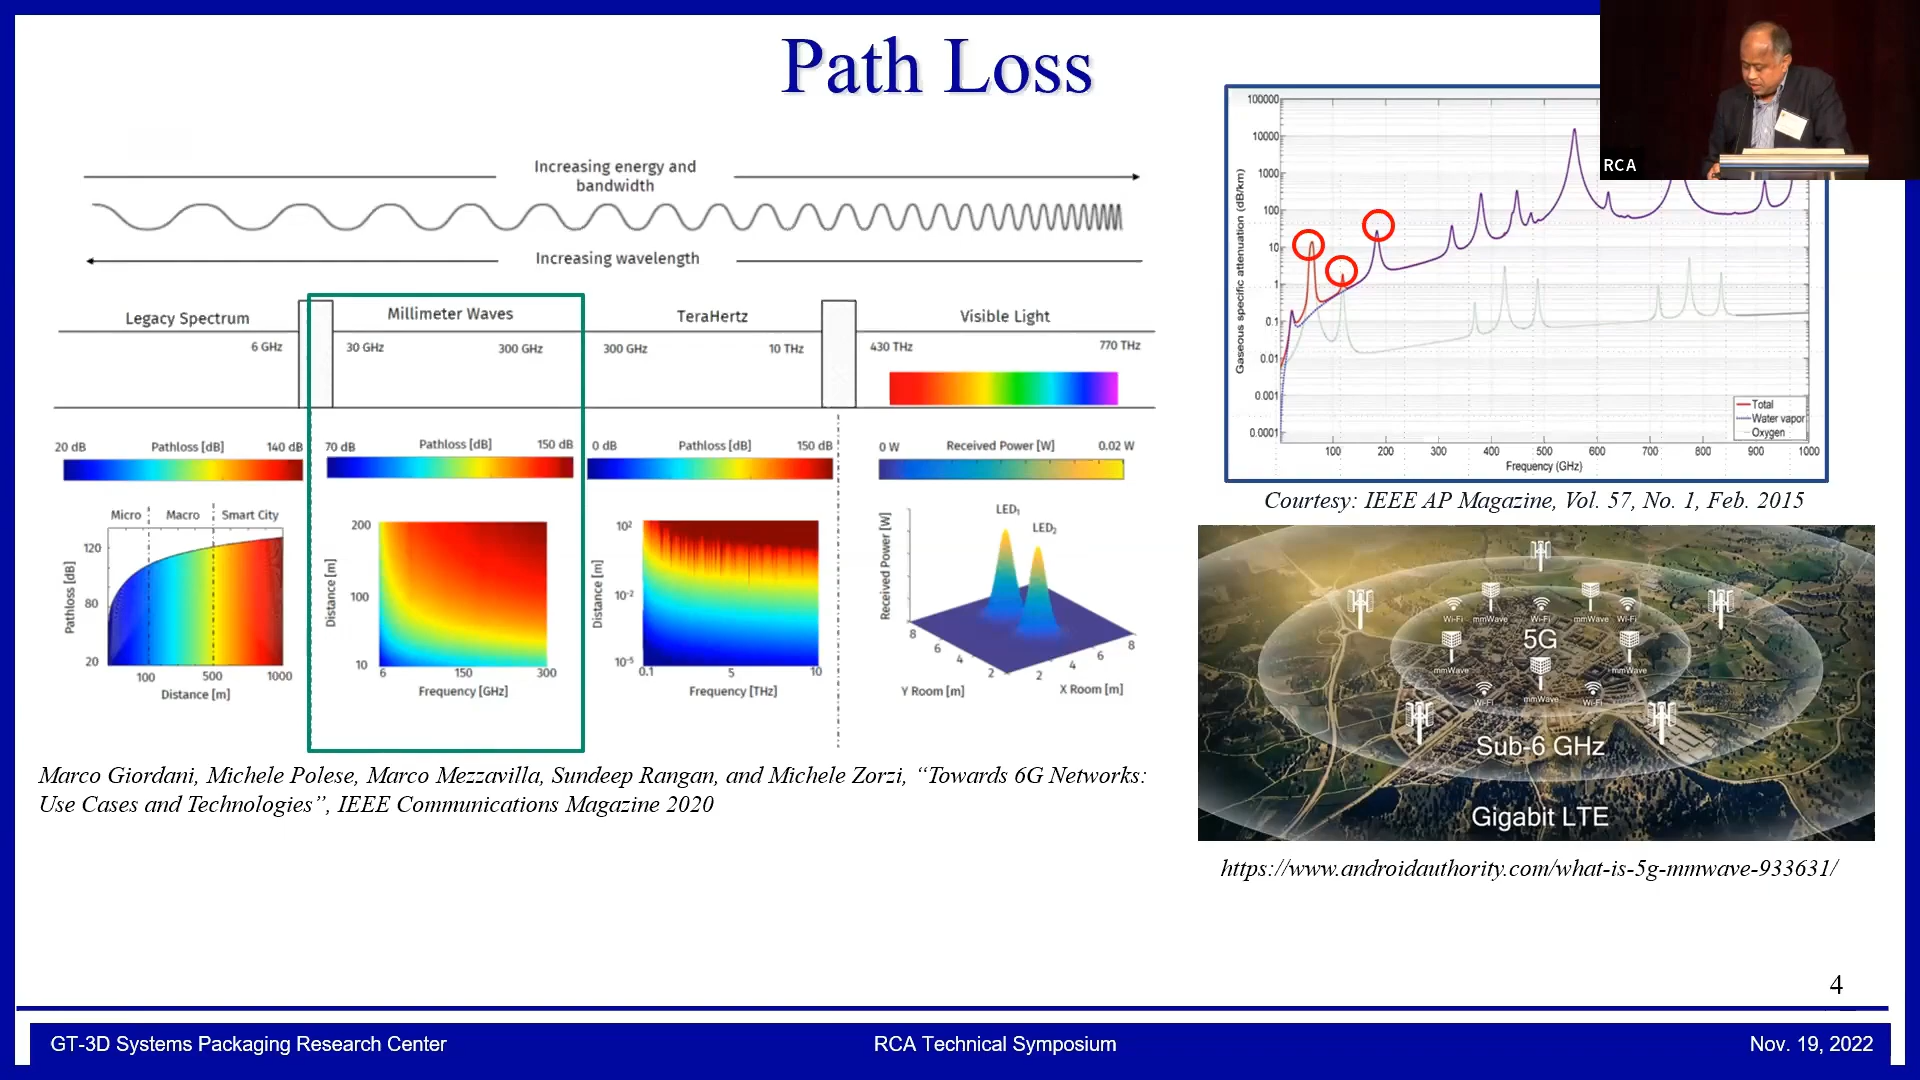 Path Loss
RCA
Increasing energy and
bandwidth
Increasing wavelength
Legacy Spectrum
Millimeter Waves
TeraHertz
Visible Light
6 GHz
30 GHz
300 GHz
300 GHz
10 THz
430 THz
770 THz
20 dB
Pathloss [dB]
140 dB
70 dB
Pathloss [dB]
150 dB
0 dB
Pathloss [dB]
150 dB
0 W
Received Power [W]
0.02 W
Micro
Macro
Smart City
120
80
20
Pathloss [dB]
100
500
1000
Distance [m]
200
100
10
Distance [m]
6
150
300
Frequency [GHz]
10²
10⁻²
10⁻⁵
Distance [m]
0.1
5
10
Frequency [THz]
LED₁
LED₂
Received Power [W]
8
6
4
2
Y Room [m]
2
4
6
8
X Room [m]
Marco Giordani, Michele Polese, Marco Mezzavilla, Sundeep Rangan, and Michele Zorzi, “Towards 6G Networks:
Use Cases and Technologies”, IEEE Communications Magazine 2020
100000
10000
1000
100
10
1
0.1
0.01
0.001
0.0001
Gaseous specific attenuation (dB/km)
Total
Water vapor
Oxygen
100 200 300 400 500 600 700 800 900 1000
Frequency (GHz)
Courtesy: IEEE AP Magazine, Vol. 57, No. 1, Feb. 2015
Wi-Fi
mmWave
Wi-Fi
mmWave
Wi-Fi
5G
mmWave
mmWave
Wi-Fi
mmWave
Wi-Fi
Sub-6 GHz
Gigabit LTE
https://www.androidauthority.com/what-is-5g-mmwave-933631/
4
GT-3D Systems Packaging Research Center
RCA Technical Symposium
Nov. 19, 2022